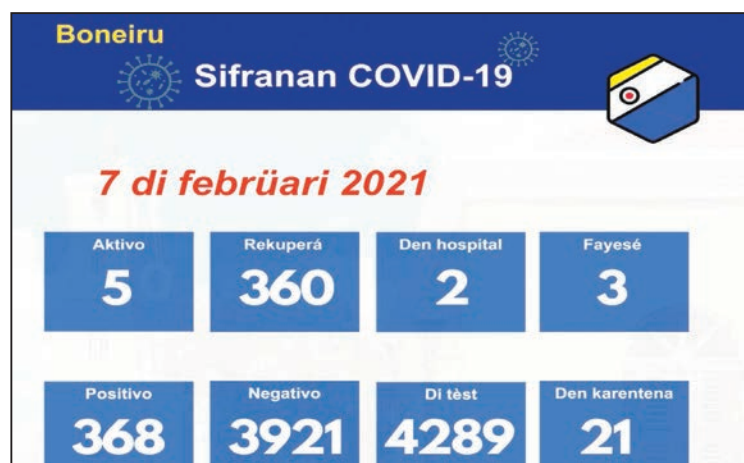 Boneiru
Sifranan COVID-19
7 di febrüari 2021
Aktivo
5
Rekuperá
360
Den hospital
2
Fayesé
3
Positivo
368
Negativo
3921
Di tèst
4289
Den karentena
21